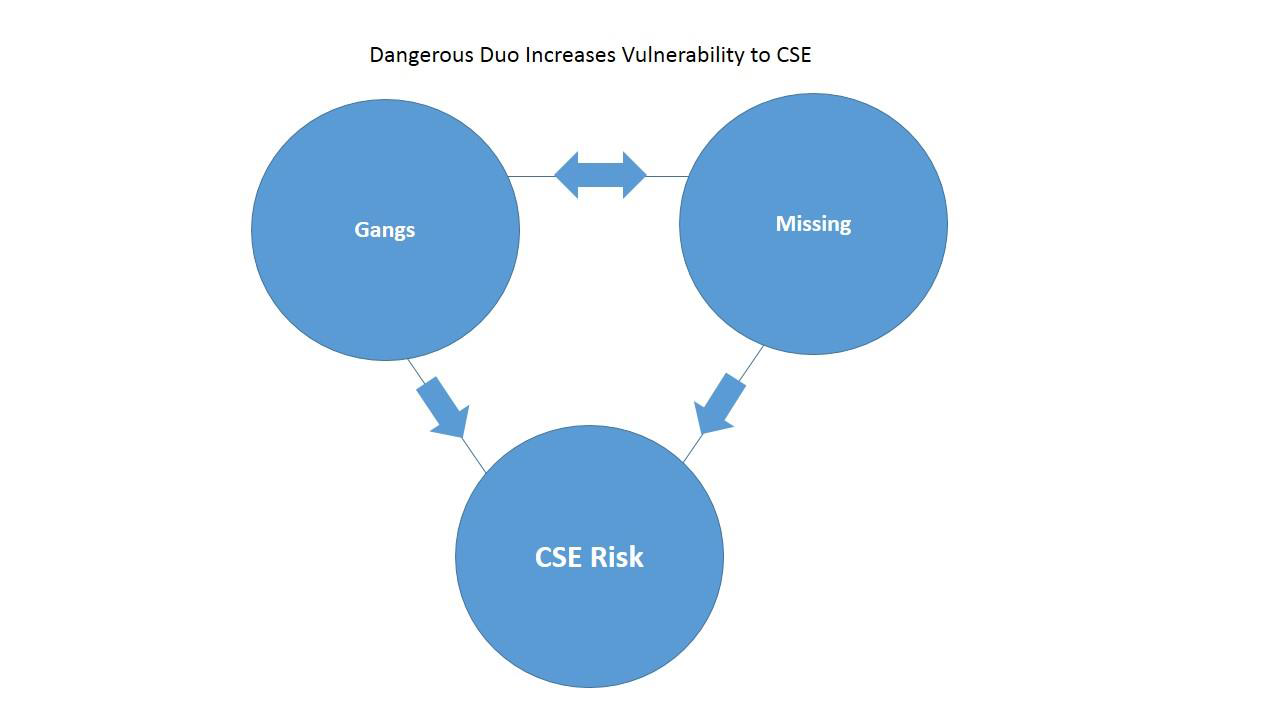 Dangerous Duo Increases Vulnerability to CSE
Gangs
Missing
CSE Risk